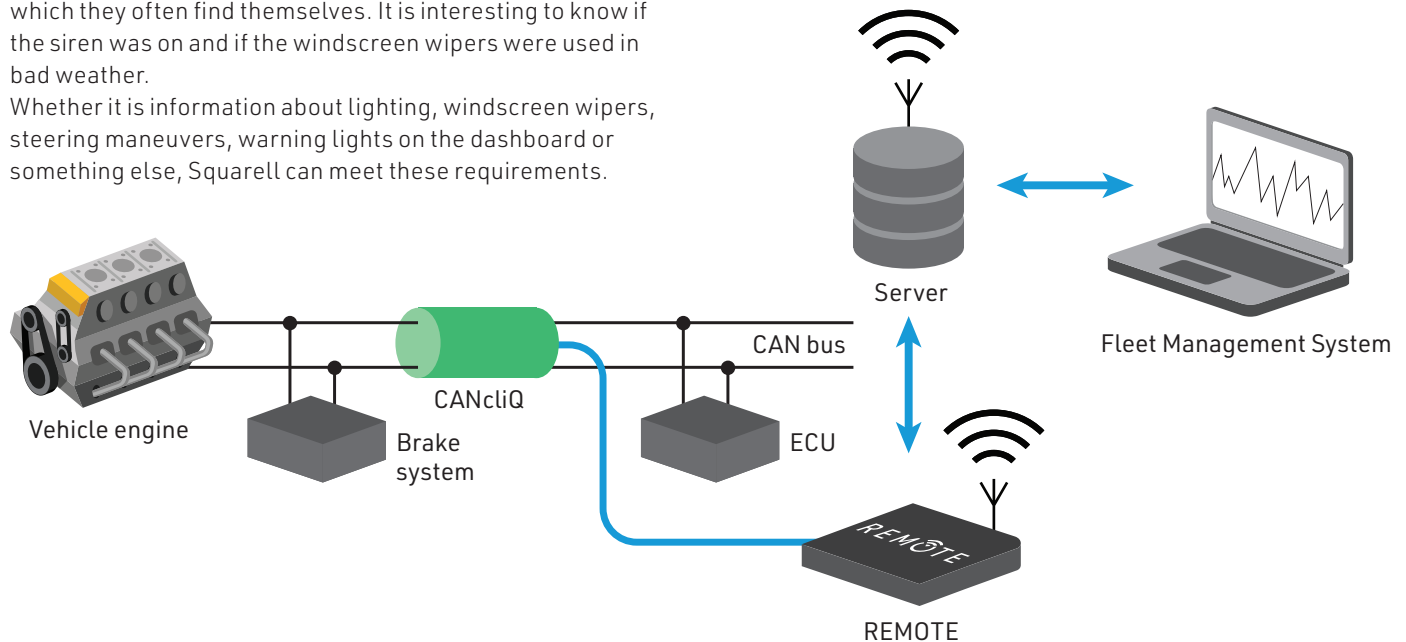 which they often find themselves. It is interesting to know if
the siren was on and if the windscreen wipers were used in
bad weather.
Whether it is information about lighting, windscreen wipers,
steering maneuvers, warning lights on the dashboard or
something else, Squarell can meet these requirements.
Server
Fleet Management System
CAN bus
CANcliQ
Vehicle engine
Brake
system
ECU
REMOTE
REMOTE